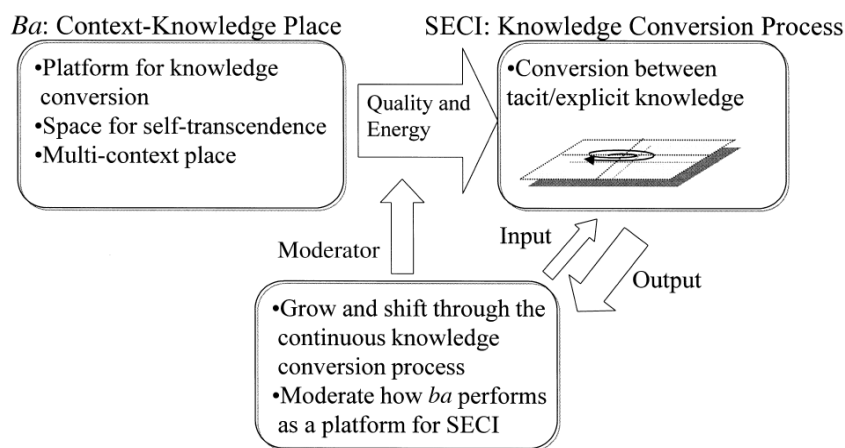 Ba: Context-Knowledge Place
SECI: Knowledge Conversion Process
•Platform for knowledge
conversion
•Space for self-transcendence
•Multi-context place
Quality and
Energy
•Conversion between
tacit/explicit knowledge
Moderator
Input
Output
•Grow and shift through the
continuous knowledge
conversion process
•Moderate how ba performs
as a platform for SECI